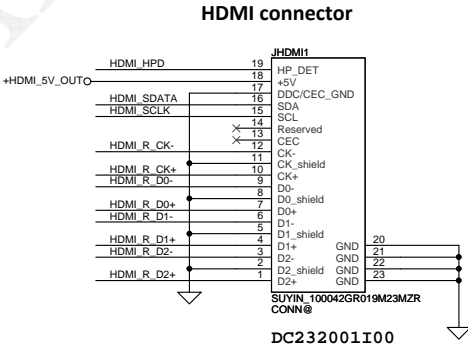 HDMI connector
JHDMI1
HDMI_HPD 19 HP_DET
+HDMI_5V_OUT 18 +5V
17 DDC/CEC_GND
HDMI_SDATA 16 SDA
HDMI_SCLK 15 SCL
14 Reserved
13 CEC
HDMI_R_CK- 12 CK-
11 CK_shield
HDMI_R_CK+ 10 CK+
HDMI_R_D0- 9 D0-
8 D0_shield
HDMI_R_D0+ 7 D0+
HDMI_R_D1- 6 D1-
5 D1_shield
HDMI_R_D1+ 4 D1+ GND 20
HDMI_R_D2- 3 D2- GND 21
2 D2_shield GND 22
HDMI_R_D2+ 1 D2+ GND 23
SUYIN_100042GR019M23MZR
CONN@
DC232001I00